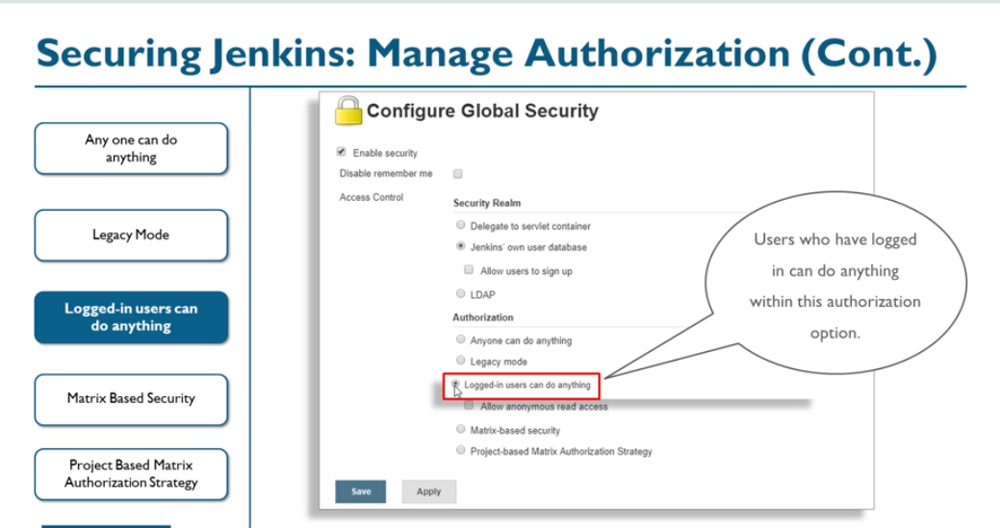 Securing Jenkins: Manage Authorization (Cont.)
Any one can do
anything
Legacy Mode
Logged-in users can
do anything
Matrix Based Security
Project Based Matrix
Authorization Strategy
Configure Global Security
Enable security
Disable remember me
Access Control
Security Realm
Delegate to servlet container
Jenkins' own user database
Allow users to sign up
LDAP
Authorization
Anyone can do anything
Legacy mode
Logged-in users can do anything
Allow anonymous read access
Matrix-based security
Project-based Matrix Authorization Strategy
Save
Apply
Users who have logged
in can do anything
within this authorization
option.